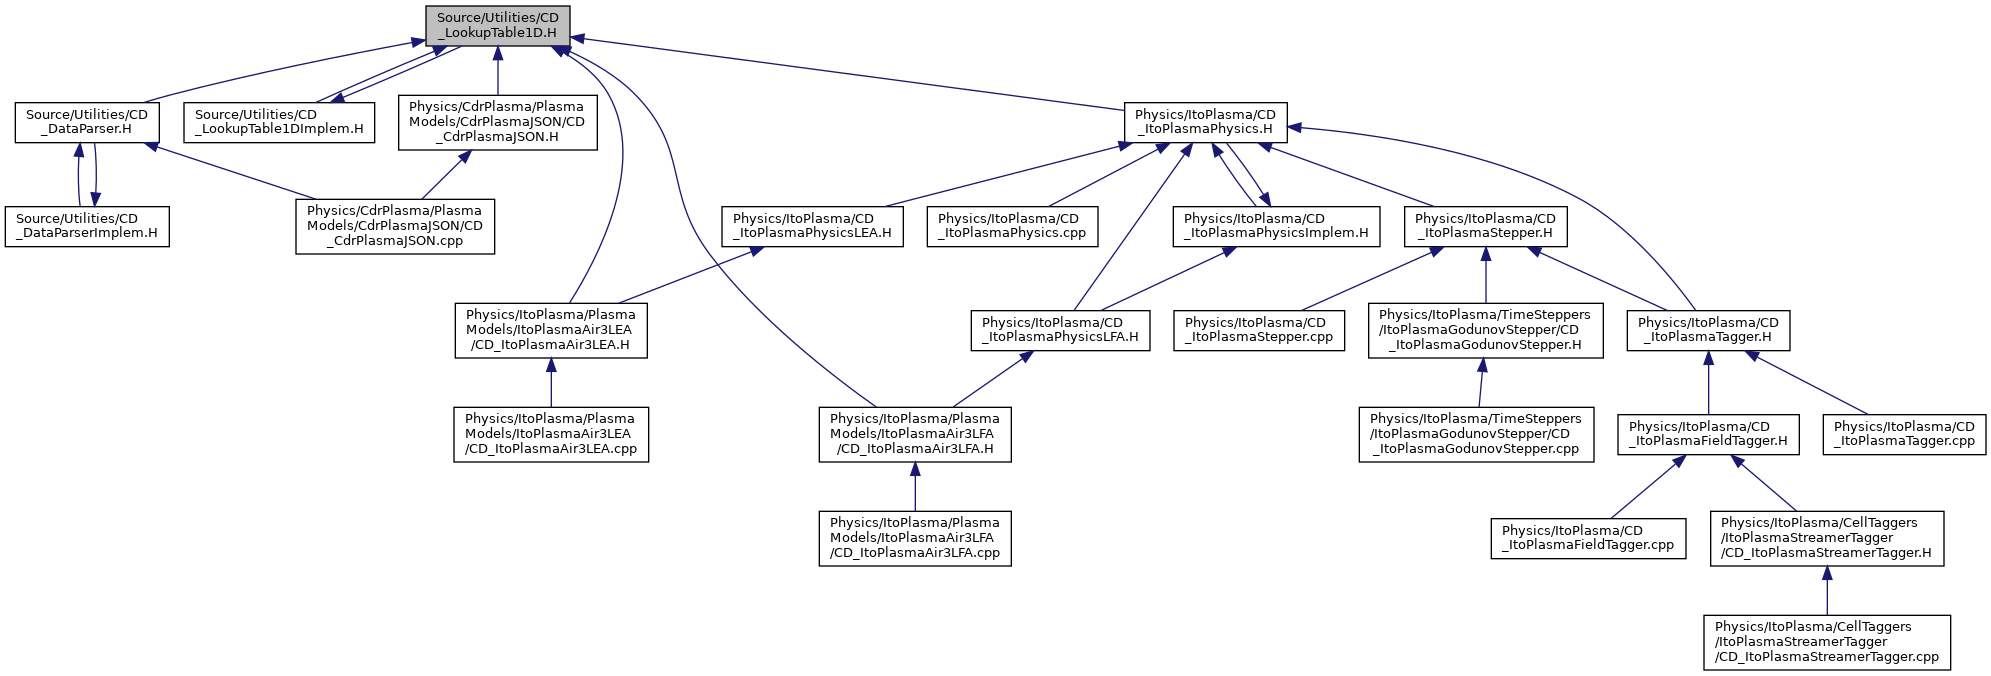 Source/Utilities/CD
_LookupTable1D.H
Source/Utilities/CD
_DataParser.H
Source/Utilities/CD
_LookupTable1DImplem.H
Physics/CdrPlasma/Plasma
Models/CdrPlasmaJSON/CD
_CdrPlasmaJSON.H
Physics/ItoPlasma/CD
_ItoPlasmaPhysics.H
Source/Utilities/CD
_DataParserImplem.H
Physics/CdrPlasma/Plasma
Models/CdrPlasmaJSON/CD
_CdrPlasmaJSON.cpp
Physics/ItoPlasma/CD
_ItoPlasmaPhysicsLEA.H
Physics/ItoPlasma/CD
_ItoPlasmaPhysics.cpp
Physics/ItoPlasma/CD
_ItoPlasmaPhysicsImplem.H
Physics/ItoPlasma/CD
_ItoPlasmaStepper.H
Physics/ItoPlasma/Plasma
Models/ItoPlasmaAir3LEA
/CD_ItoPlasmaAir3LEA.H
Physics/ItoPlasma/CD
_ItoPlasmaPhysicsLFA.H
Physics/ItoPlasma/CD
_ItoPlasmaStepper.cpp
Physics/ItoPlasma/TimeSteppers
/ItoPlasmaGodunovStepper/CD
_ItoPlasmaGodunovStepper.H
Physics/ItoPlasma/CD
_ItoPlasmaTagger.H
Physics/ItoPlasma/Plasma
Models/ItoPlasmaAir3LEA
/CD_ItoPlasmaAir3LEA.cpp
Physics/ItoPlasma/Plasma
Models/ItoPlasmaAir3LFA
/CD_ItoPlasmaAir3LFA.H
Physics/ItoPlasma/TimeSteppers
/ItoPlasmaGodunovStepper/CD
_ItoPlasmaGodunovStepper.cpp
Physics/ItoPlasma/CD
_ItoPlasmaFieldTagger.H
Physics/ItoPlasma/CD
_ItoPlasmaTagger.cpp
Physics/ItoPlasma/Plasma
Models/ItoPlasmaAir3LFA
/CD_ItoPlasmaAir3LFA.cpp
Physics/ItoPlasma/CD
_ItoPlasmaFieldTagger.cpp
Physics/ItoPlasma/CellTaggers
/ItoPlasmaStreamerTagger
/CD_ItoPlasmaStreamerTagger.H
Physics/ItoPlasma/CellTaggers
/ItoPlasmaStreamerTagger
/CD_ItoPlasmaStreamerTagger.cpp